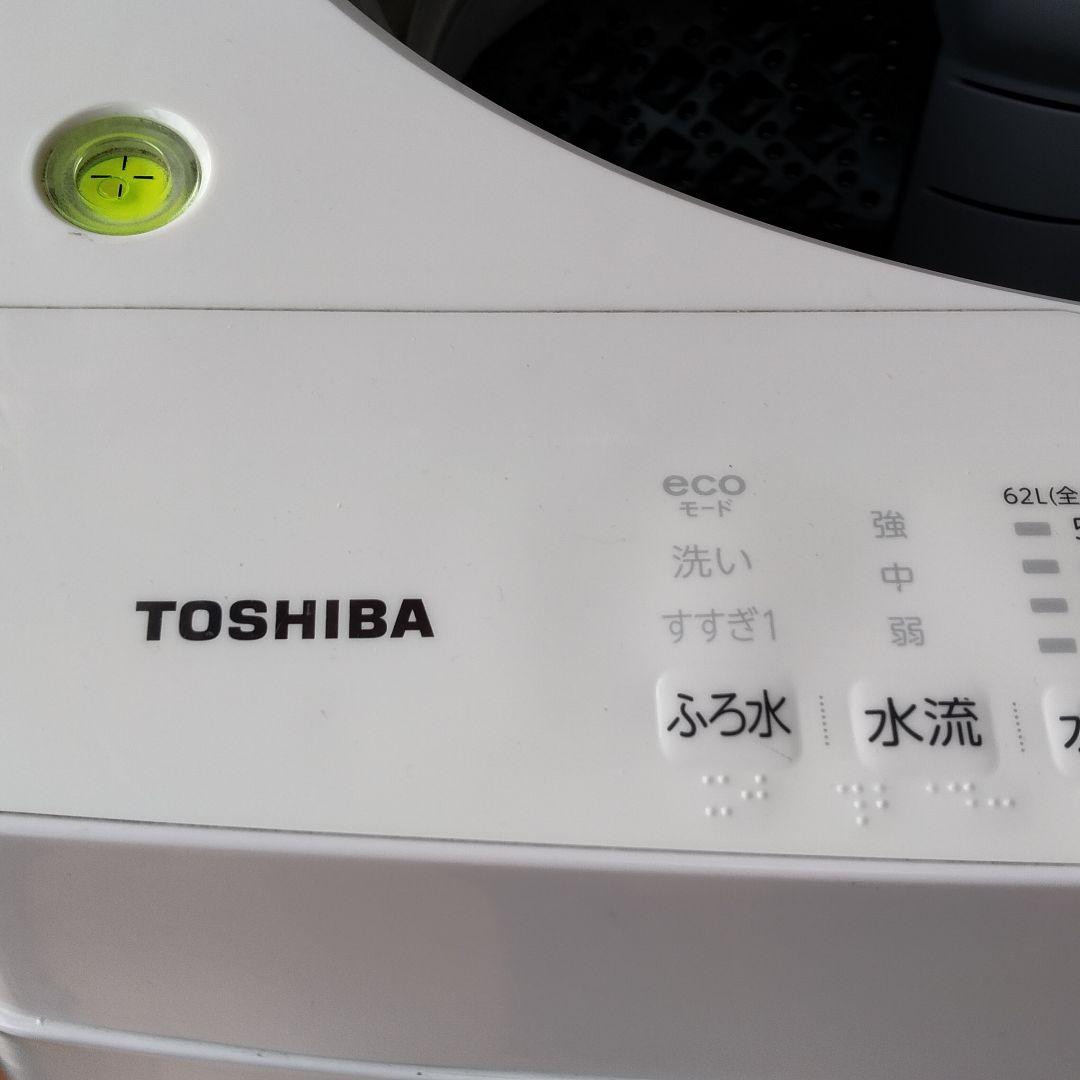 TOSHIBA
eco
モード
洗い
すすぎ1
ふろ水
強
中
弱
水流
62L(全